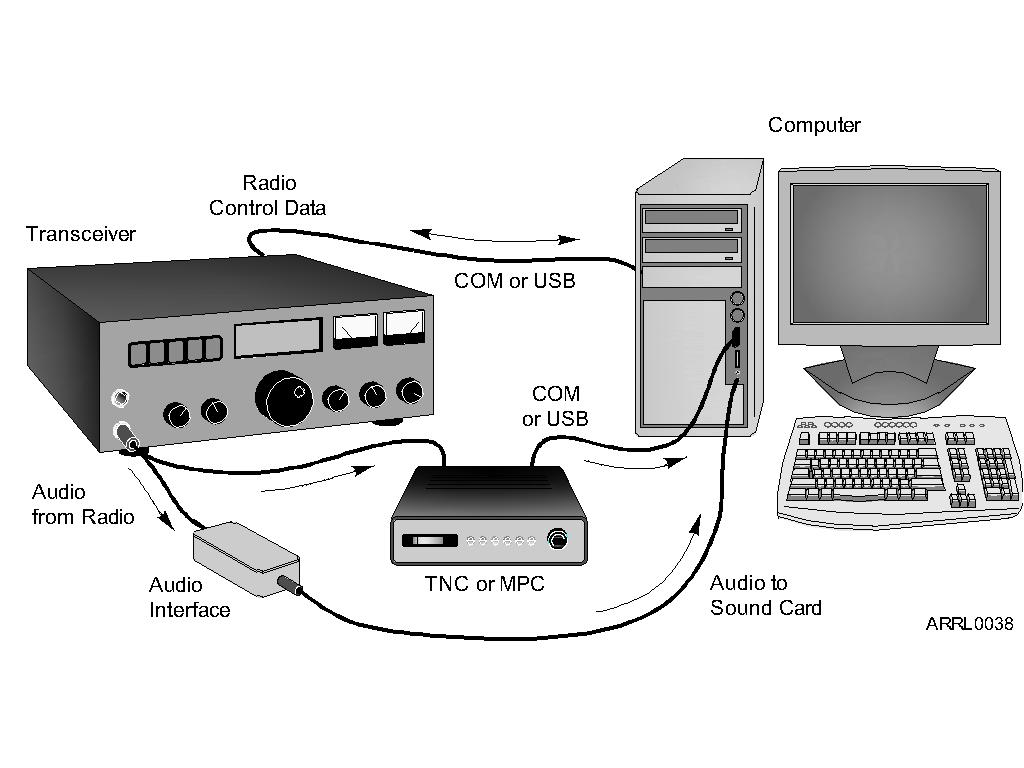 Computer
Radio
Control Data
Transceiver
COM or USB
COM
or USB
Audio
from Radio
TNC or MPC
Audio
Interface
Audio to
Sound Card
ARRL0038